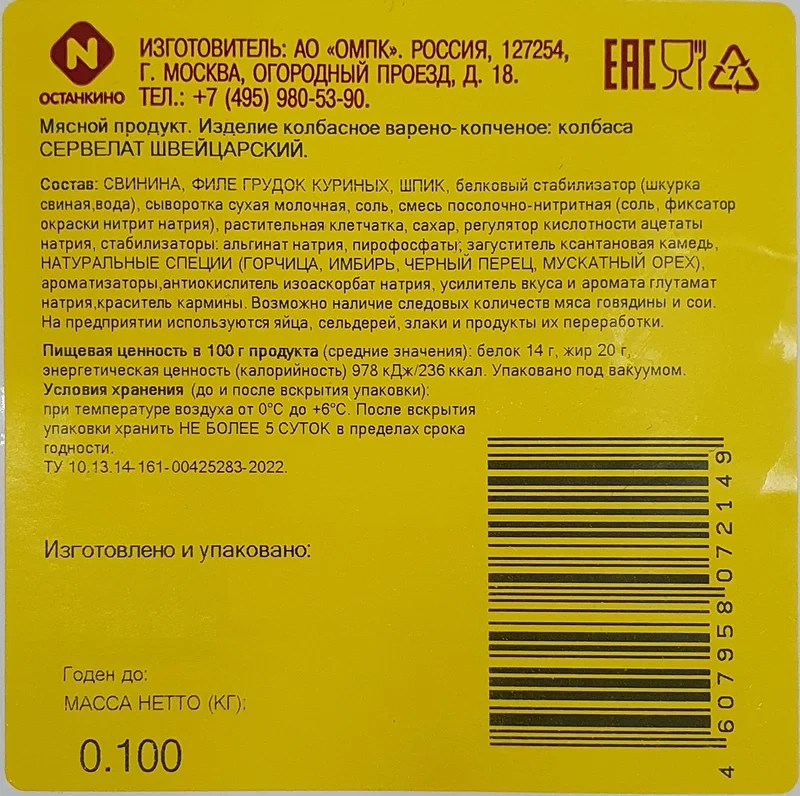 ОСТАНКИНО
ИЗГОТОВИТЕЛЬ: АО «ОМПК». РОССИЯ, 127254,
Г. МОСКВА, ОГОРОДНЫЙ ПРОЕЗД, Д. 18.
ТЕЛ.: +7 (495) 980-53-90.
EAC
7
Мясной продукт. Изделие колбасное варено-копченое: колбаса
СЕРВЕЛАТ ШВЕЙЦАРСКИЙ.
Состав: СВИНИНА, ФИЛЕ ГРУДОК КУРИНЫХ, ШПИК, белковый стабилизатор (шкурка
свиная,вода), сыворотка сухая молочная, соль, смесь посолочно-нитритная (соль, фиксатор
окраски нитрит натрия), растительная клетчатка, сахар, регулятор кислотности ацетаты
натрия, стабилизаторы: альгинат натрия, пирофосфаты; загуститель ксантановая камедь,
НАТУРАЛЬНЫЕ СПЕЦИИ (ГОРЧИЦА, ИМБИРЬ, ЧЕРНЫЙ ПЕРЕЦ, МУСКАТНЫЙ ОРЕХ),
ароматизаторы,антиокислитель изоаскорбат натрия, усилитель вкуса и аромата глутамат
натрия,краситель кармины. Возможно наличие следовых количеств мяса говядины и сои.
На предприятии используются яйца, сельдерей, злаки и продукты их переработки.
Пищевая ценность в 100 г продукта (средние значения): белок 14 г, жир 20 г,
энергетическая ценность (калорийность) 978 кДж/236 ккал. Упаковано под вакуумом.
Условия хранения (до и после вскрытия упаковки):
при температуре воздуха от 0°С до +6°С. После вскрытия
упаковки хранить НЕ БОЛЕЕ 5 СУТОК в пределах срока
годности.
ТУ 10.13.14-161-00425283-2022.
Изготовлено и упаковано:
Годен до:
МАССА НЕТТО (КГ):
0.100
4 607958 072149